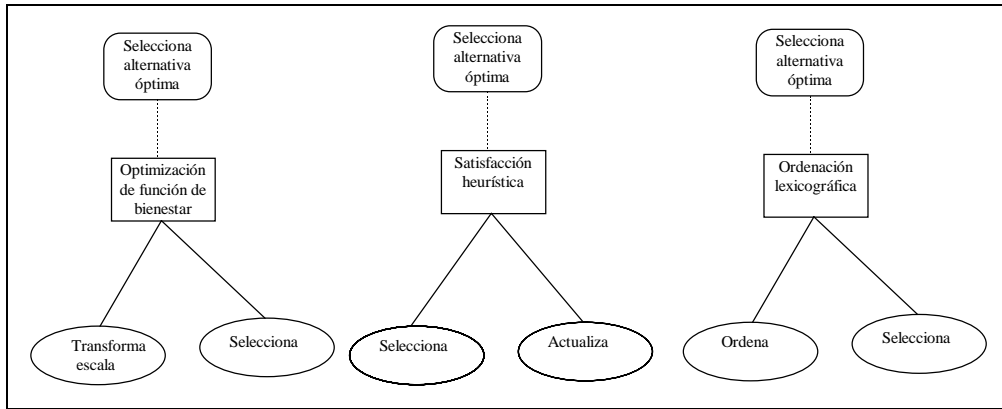 Selecciona
alternativa
óptima
Selecciona
alternativa
óptima
Selecciona
alternativa
óptima
Optimización
de función de
bienestar
Satisfacción
heurística
Ordenación
lexicográfica
Transforma
escala
Selecciona
Selecciona
Actualiza
Ordena
Selecciona